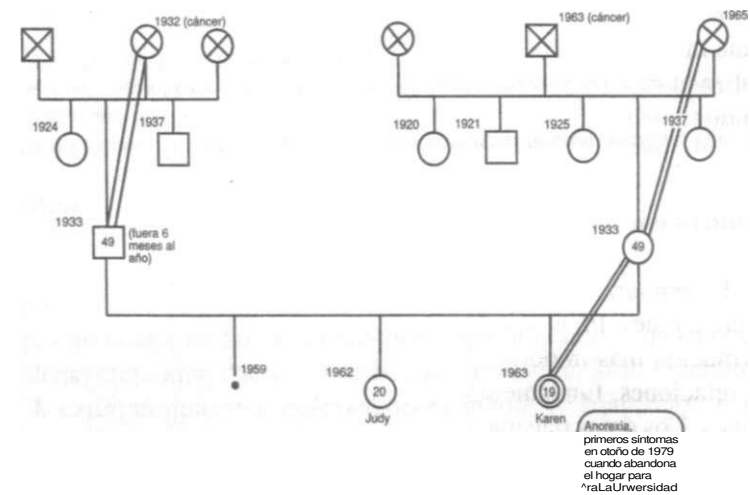 1932 (cáncer)
1963 (cáncer)
1965
1924
1937
1920
1921
1925
1937
1933
49
(fuera 6
meses al
año)
1933
49
1959
1962
20
Judy
1963
19
Karen
Anorexia,
primeros síntomas
en otoño de 1979
cuando abandona
el hogar para
^raLaUrwersidad